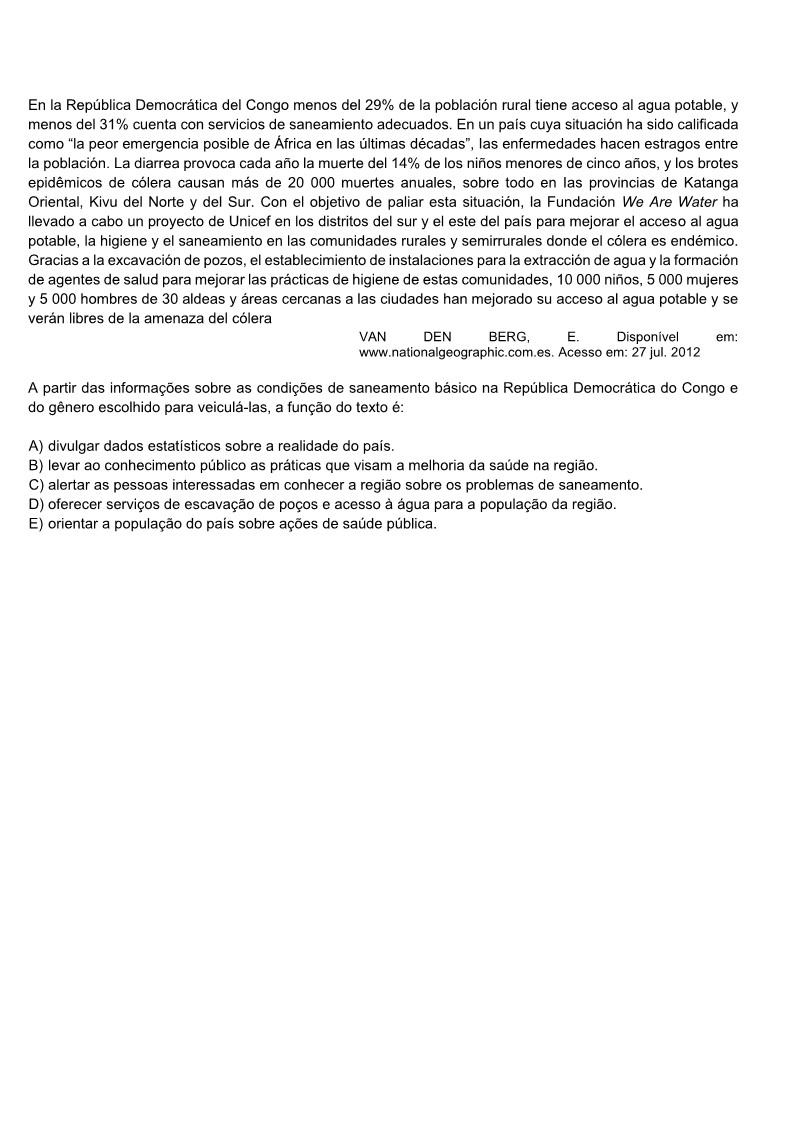 En la República Democrática del Congo menos del 29% de la población rural tiene acceso al agua potable, y
menos del 31% cuenta con servicios de saneamiento adecuados. En un país cuya situación ha sido calificada
como “la peor emergencia posible de África en las últimas décadas”, las enfermedades hacen estragos entre
la población. La diarrea provoca cada año la muerte del 14% de los niños menores de cinco años, y los brotes
epidêmicos de cólera causan más de 20 000 muertes anuales, sobre todo en las provincias de Katanga
Oriental, Kivu del Norte y del Sur. Con el objetivo de paliar esta situación, la Fundación We Are Water ha
llevado a cabo un proyecto de Unicef en los distritos del sur y el este del país para mejorar el acceso al agua
potable, la higiene y el saneamiento en las comunidades rurales y semirrurales donde el cólera es endémico.
Gracias a la excavación de pozos, el establecimiento de instalaciones para la extracción de agua y la formación
de agentes de salud para mejorar las prácticas de higiene de estas comunidades, 10 000 niños, 5 000 mujeres
y 5 000 hombres de 30 aldeas y áreas cercanas a las ciudades han mejorado su acceso al agua potable y se
verán libres de la amenaza del cólera
VAN DEN BERG, E. Disponível em:
www.nationalgeographic.com.es. Acesso em: 27 jul. 2012
A partir das informações sobre as condições de saneamento básico na República Democrática do Congo e
do gênero escolhido para veiculá-las, a função do texto é:
A) divulgar dados estatísticos sobre a realidade do país.
B) levar ao conhecimento público as práticas que visam a melhoria da saúde na região.
C) alertar as pessoas interessadas em conhecer a região sobre os problemas de saneamento.
D) oferecer serviços de escavação de poços e acesso à água para a população da região.
E) orientar a população do país sobre ações de saúde pública.